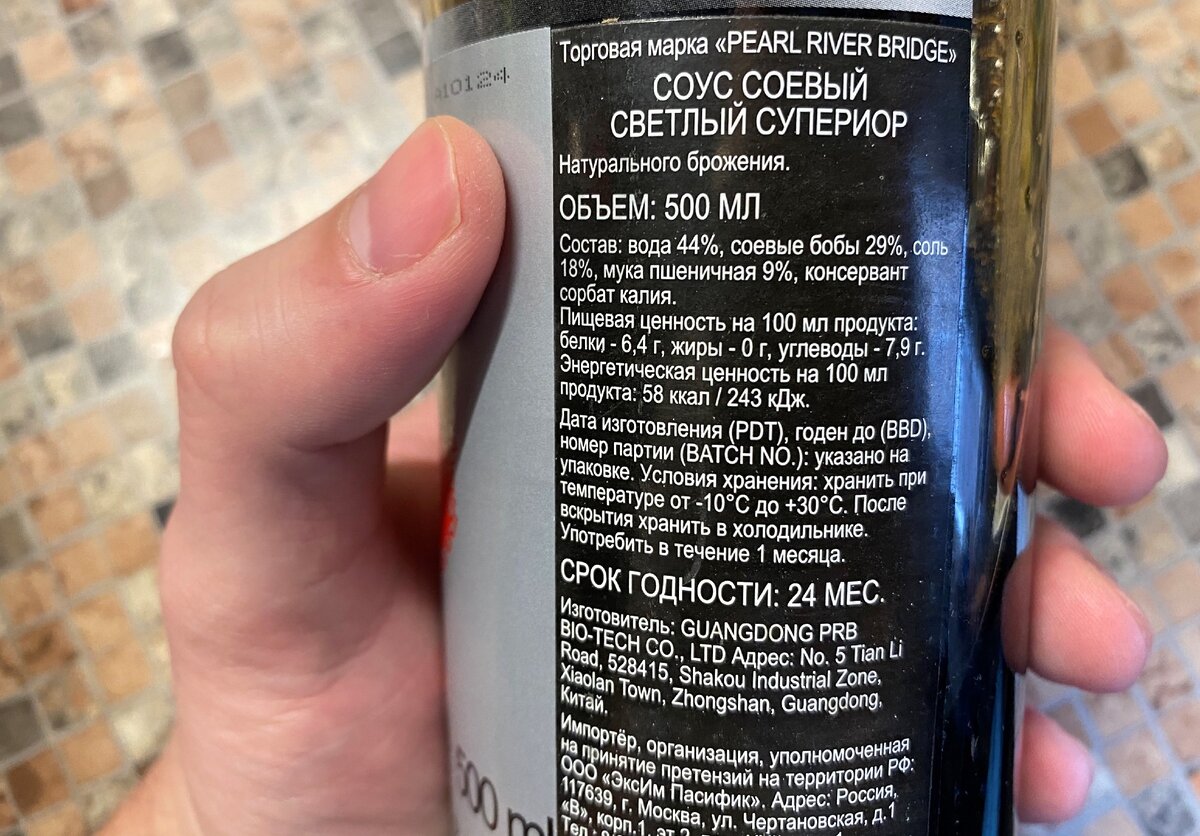 Торговая марка «PEARL RIVER BRIDGE»
СОУС СОЕВЫЙ
СВЕТЛЫЙ СУПЕРИОР
Натурального брожения.
ОБЪЕМ: 500 МЛ
Состав: вода 44%, соевые бобы 29%, соль
18%, мука пшеничная 9%, консервант
сорбат калия.
Пищевая ценность на 100 мл продукта:
белки - 6,4 г, жиры - 0 г, углеводы - 7,9 г.
Энергетическая ценность на 100 мл
продукта: 58 ккал / 243 кДж.
Дата изготовления (PDT), годен до (BBD),
номер партии (BATCH NO.): указано на
упаковке. Условия хранения: хранить при
температуре от -10°С до +30°С. После
вскрытия хранить в холодильнике.
Употребить в течение 1 месяца.
СРОК ГОДНОСТИ: 24 МЕС.
Изготовитель: GUANGDONG PRB
BIO-TECH CO., LTD Адрес: No. 5 Tian Li
Road, 528415, Shakou Industrial Zone,
Xiaolan Town, Zhongshan, Guangdong,
Китай.
Импортёр, организация, уполномоченная
на принятие претензий на территории РФ:
ООО «ЭксИм Пасифик». Адрес: Россия,
117639, г. Москва, ул. Чертановская, д.1
«В», корп.1, эт.2
500 ml